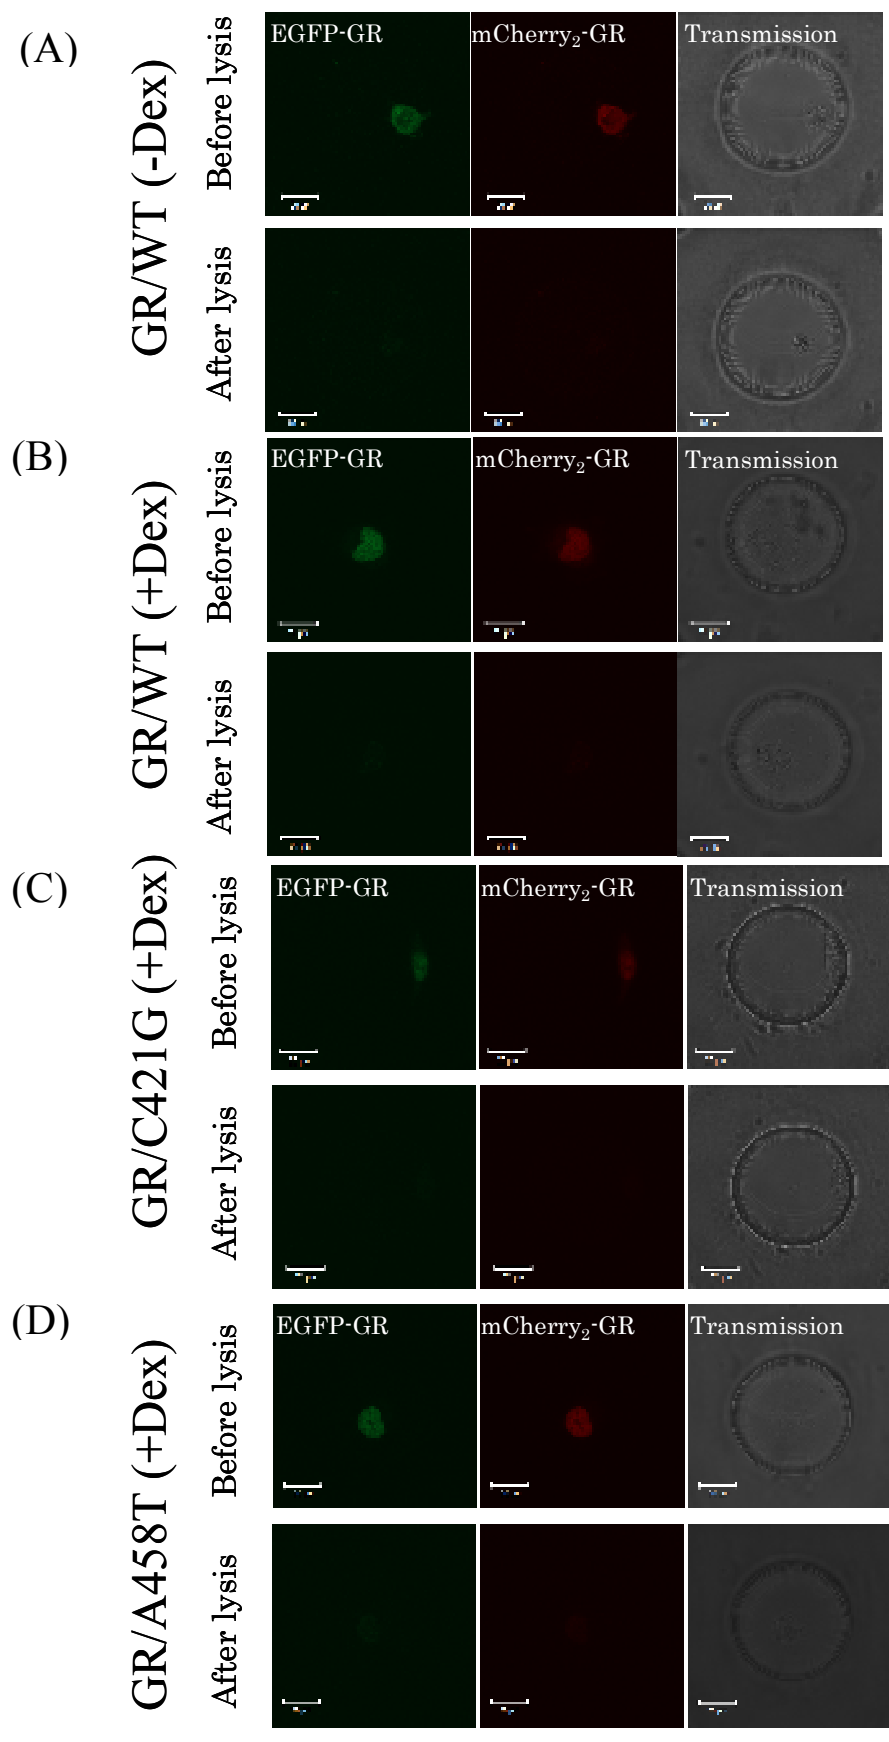 (A)
GR/WT (-Dex)
Before lysis
EGFP-GR
mCherry₂-GR
Transmission
After lysis
(B)
GR/WT (+Dex)
Before lysis
EGFP-GR
mCherry₂-GR
Transmission
After lysis
(C)
GR/C421G (+Dex)
Before lysis
EGFP-GR
mCherry₂-GR
Transmission
After lysis
(D)
GR/A458T (+Dex)
Before lysis
EGFP-GR
mCherry₂-GR
Transmission
After lysis